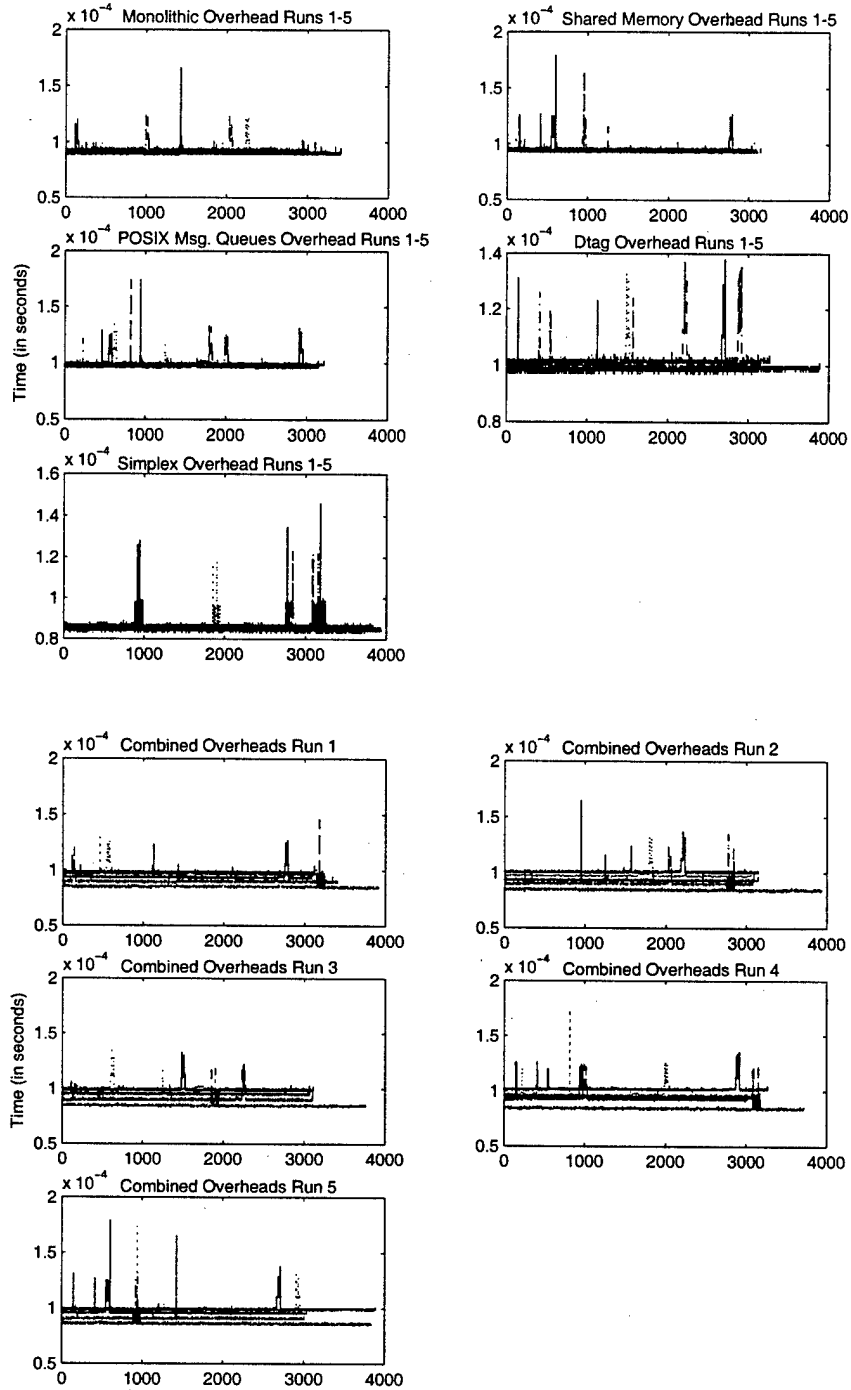 x 10⁻⁴ Monolithic Overhead Runs 1-5
2
1.5
1
0.5
0 1000 2000 3000 4000
x 10⁻⁴ Shared Memory Overhead Runs 1-5
2
1.5
1
0.5
0 1000 2000 3000 4000
Time (in seconds)
x 10⁻⁴ POSIX Msg. Queues Overhead Runs 1-5
2
1.5
1
0.5
0 1000 2000 3000 4000
x 10⁻⁴ Dtag Overhead Runs 1-5
1.4
1.2
1
0.8
0 1000 2000 3000 4000
x 10⁻⁴ Simplex Overhead Runs 1-5
1.6
1.4
1.2
1
0.8
0 1000 2000 3000 4000
x 10⁻⁴ Combined Overheads Run 1
2
1.5
1
0.5
0 1000 2000 3000 4000
x 10⁻⁴ Combined Overheads Run 2
2
1.5
1
0.5
0 1000 2000 3000 4000
Time (in seconds)
x 10⁻⁴ Combined Overheads Run 3
2
1.5
1
0.5
0 1000 2000 3000 4000
x 10⁻⁴ Combined Overheads Run 4
2
1.5
1
0.5
0 1000 2000 3000 4000
x 10⁻⁴ Combined Overheads Run 5
2
1.5
1
0.5
0 1000 2000 3000 4000